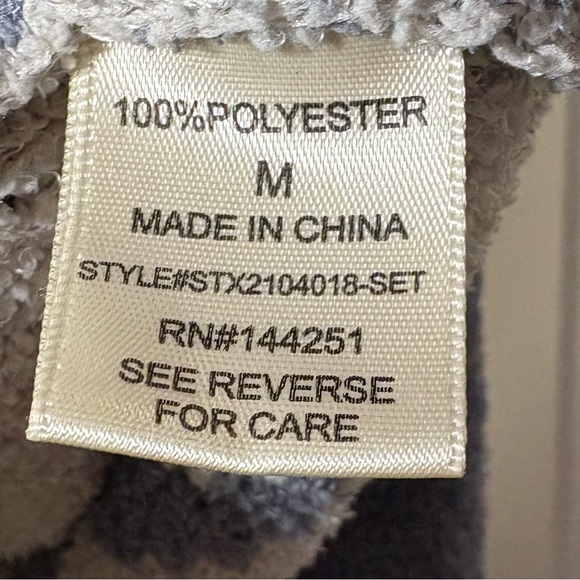 100%POLYESTER
M
MADE IN CHINA
STYLE#STX2104018-SET
RN#144251
SEE REVERSE
FOR CARE